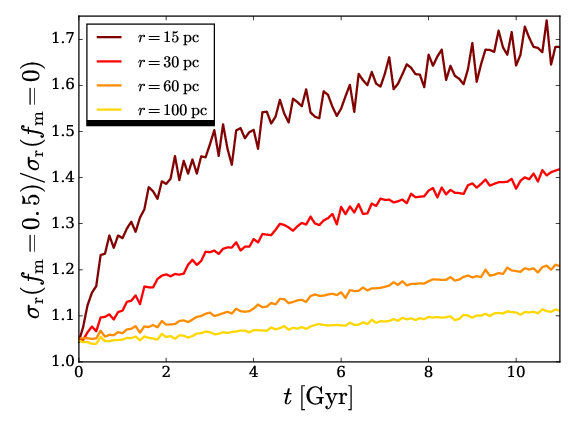 σr(fm=0.5)/σr(fm=0)
1.7
1.6
1.5
1.4
1.3
1.2
1.1
1.0
r=15 pc
r=30 pc
r=60 pc
r=100 pc
0 2 4 6 8 10
t [Gyr]